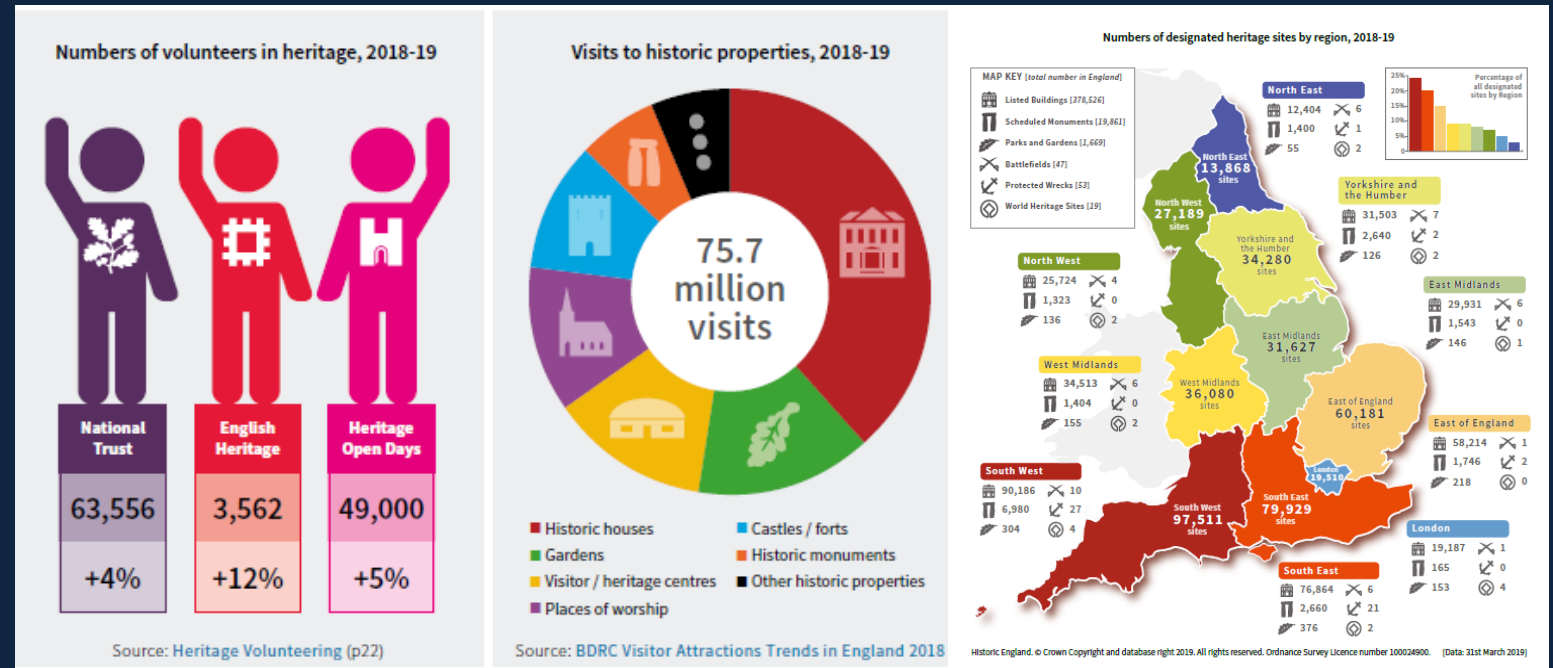 Numbers of volunteers in heritage, 2018-19
National
Trust
English
Heritage
Heritage
Open Days
63,556
3,562
49,000
+4%
+12%
+5%
Source: Heritage Volunteering (p22)
Visits to historic properties, 2018-19
75.7
million
visits
Historic houses
Gardens
Visitor / heritage centres
Places of worship
Castles / forts
Historic monuments
Other historic properties
Source: BDRC Visitor Attractions Trends in England 2018
Numbers of designated heritage sites by region, 2018-19
MAP KEY [total number in England]
Listed Buildings [378,526]
Scheduled Monuments [19,861]
Parks and Gardens [1,669]
Battlefields [47]
Protected Wrecks [53]
World Heritage Sites [19]
25%
20%
15%
10%
5%
0
Percentage of
all designated
sites by Region
North East
12,404 6
1,400 1
55 2
Yorkshire and
the Humber
31,503 7
2,640 2
126 2
North West
25,724 4
1,323 0
136 2
East Midlands
29,931 6
1,543 0
146 1
West Midlands
34,513 6
1,404 0
155 2
East of England
58,214 1
1,746 2
218 0
South West
90,186 10
6,980 27
304 4
London
19,187 1
165 0
153 4
South East
76,864 6
2,660 21
376 2
North East
13,868
sites
North West
27,189
sites
Yorkshire and
the Humber
34,280
sites
East Midlands
31,627
sites
West Midlands
36,080
sites
East of England
60,181
sites
London
19,510
South West
97,511
sites
South East
79,929
sites
Historic England. © Crown Copyright and database right 2019. All rights reserved. Ordnance Survey Licence number 100024900. [Data: 31st March 2019]